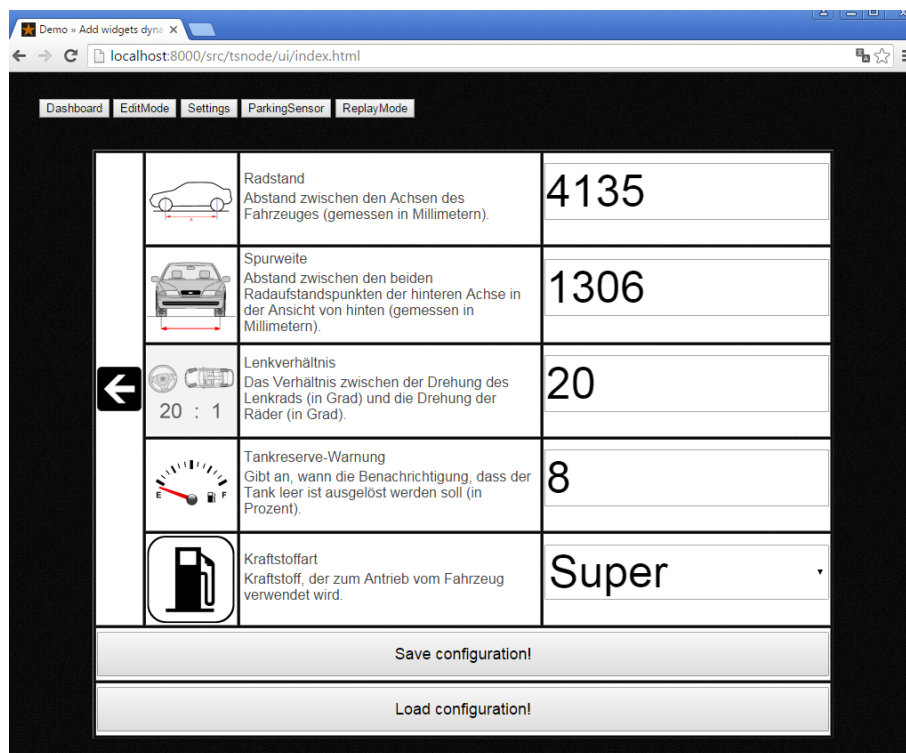 Demo » Add widgets dyna
localhost:8000/src/tsnode/ui/index.html
Dashboard EditMode Settings ParkingSensor ReplayMode
Radstand
Abstand zwischen den Achsen des
Fahrzeuges (gemessen in Millimetern).
4135
Spurweite
Abstand zwischen den beiden
Radaufstandspunkten der hinteren Achse in
der Ansicht von hinten (gemessen in
Millimetern).
1306
20 : 1
Lenkverhältnis
Das Verhältnis zwischen der Drehung des
Lenkrads (in Grad) und die Drehung der
Räder (in Grad).
20
E F
Tankreserve-Warnung
Gibt an, wann die Benachrichtigung, dass der
Tank leer ist ausgelöst werden soll (in
Prozent).
8
Kraftstoffart
Kraftstoff, der zum Antrieb vom Fahrzeug
verwendet wird.
Super
Save configuration!
Load configuration!